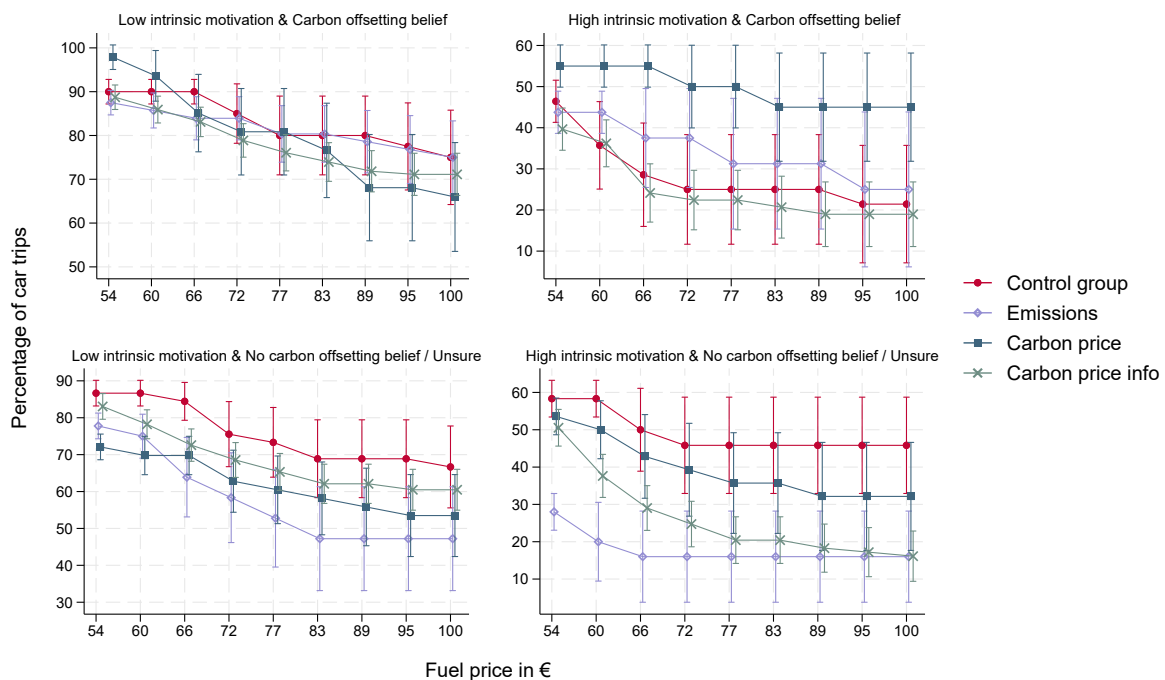 Low intrinsic motivation & Carbon offsetting belief
100
90
80
70
60
50
54 60 66 72 77 83 89 95 100
High intrinsic motivation & Carbon offsetting belief
60
50
40
30
20
10
54 60 66 72 77 83 89 95 100
Low intrinsic motivation & No carbon offsetting belief / Unsure
90
80
70
60
50
40
30
54 60 66 72 77 83 89 95 100
High intrinsic motivation & No carbon offsetting belief / Unsure
60
50
40
30
20
10
54 60 66 72 77 83 89 95 100
Percentage of car trips
Fuel price in €
Control group
Emissions
Carbon price
Carbon price info